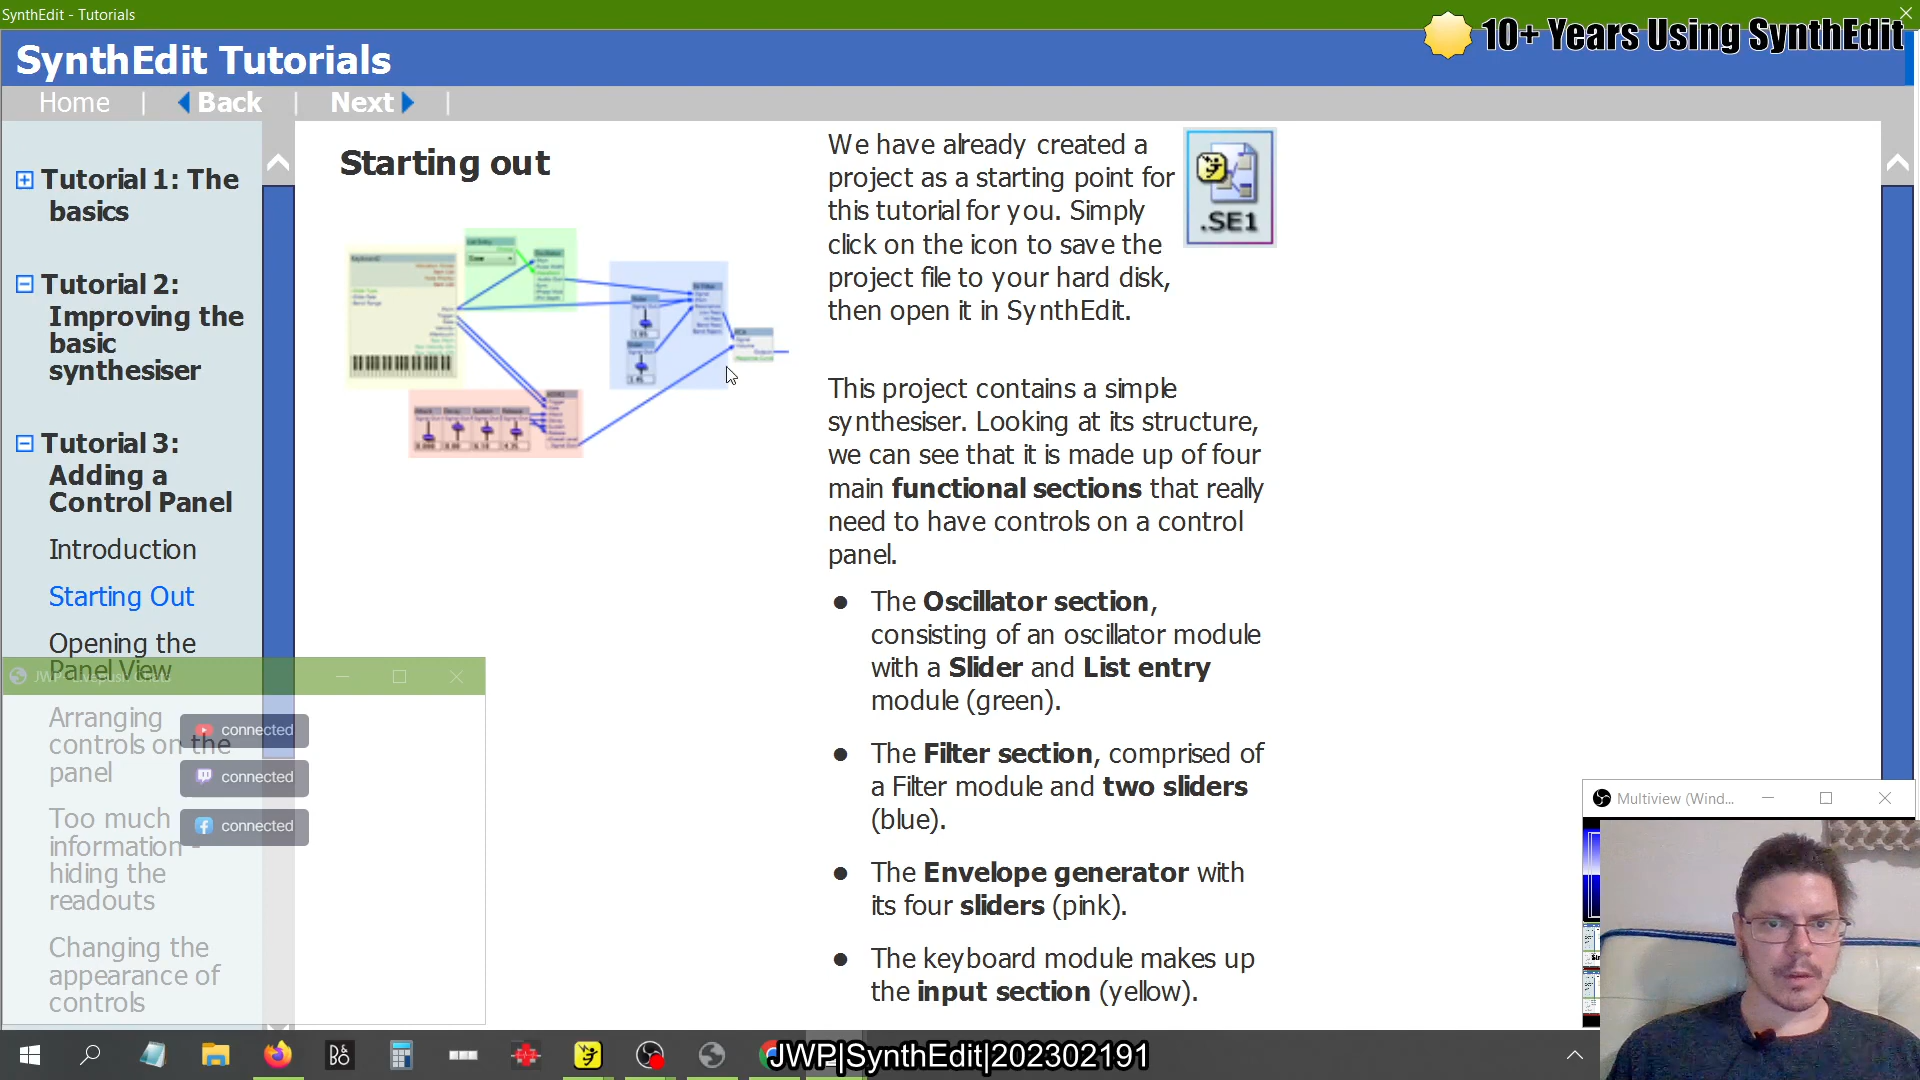 SynthEdit - Tutorials
10+ Years Using SynthEdit
SynthEdit Tutorials
Home | Back | Next |
Tutorial 1: The
basics
Tutorial 2:
Improving the
basic
synthesiser
Tutorial 3:
Adding a
Control Panel
Introduction
Starting Out
Opening the
Panel View
Arranging
controls on the
panel
Too much
information -
hiding the
readouts
Changing the
appearance of
controls
connected
connected
connected
Starting out
We have already created a
project as a starting point for
this tutorial for you. Simply
click on the icon to save the
project file to your hard disk,
then open it in SynthEdit.
.SE1
This project contains a simple
synthesiser. Looking at its structure,
we can see that it is made up of four
main functional sections that really
need to have controls on a control
panel.
● The Oscillator section,
consisting of an oscillator module
with a Slider and List entry
module (green).
● The Filter section, comprised of
a Filter module and two sliders
(blue).
● The Envelope generator with
its four sliders (pink).
● The keyboard module makes up
the input section (yellow).
Multiview (Wind...
JWP|SynthEdit|202302191